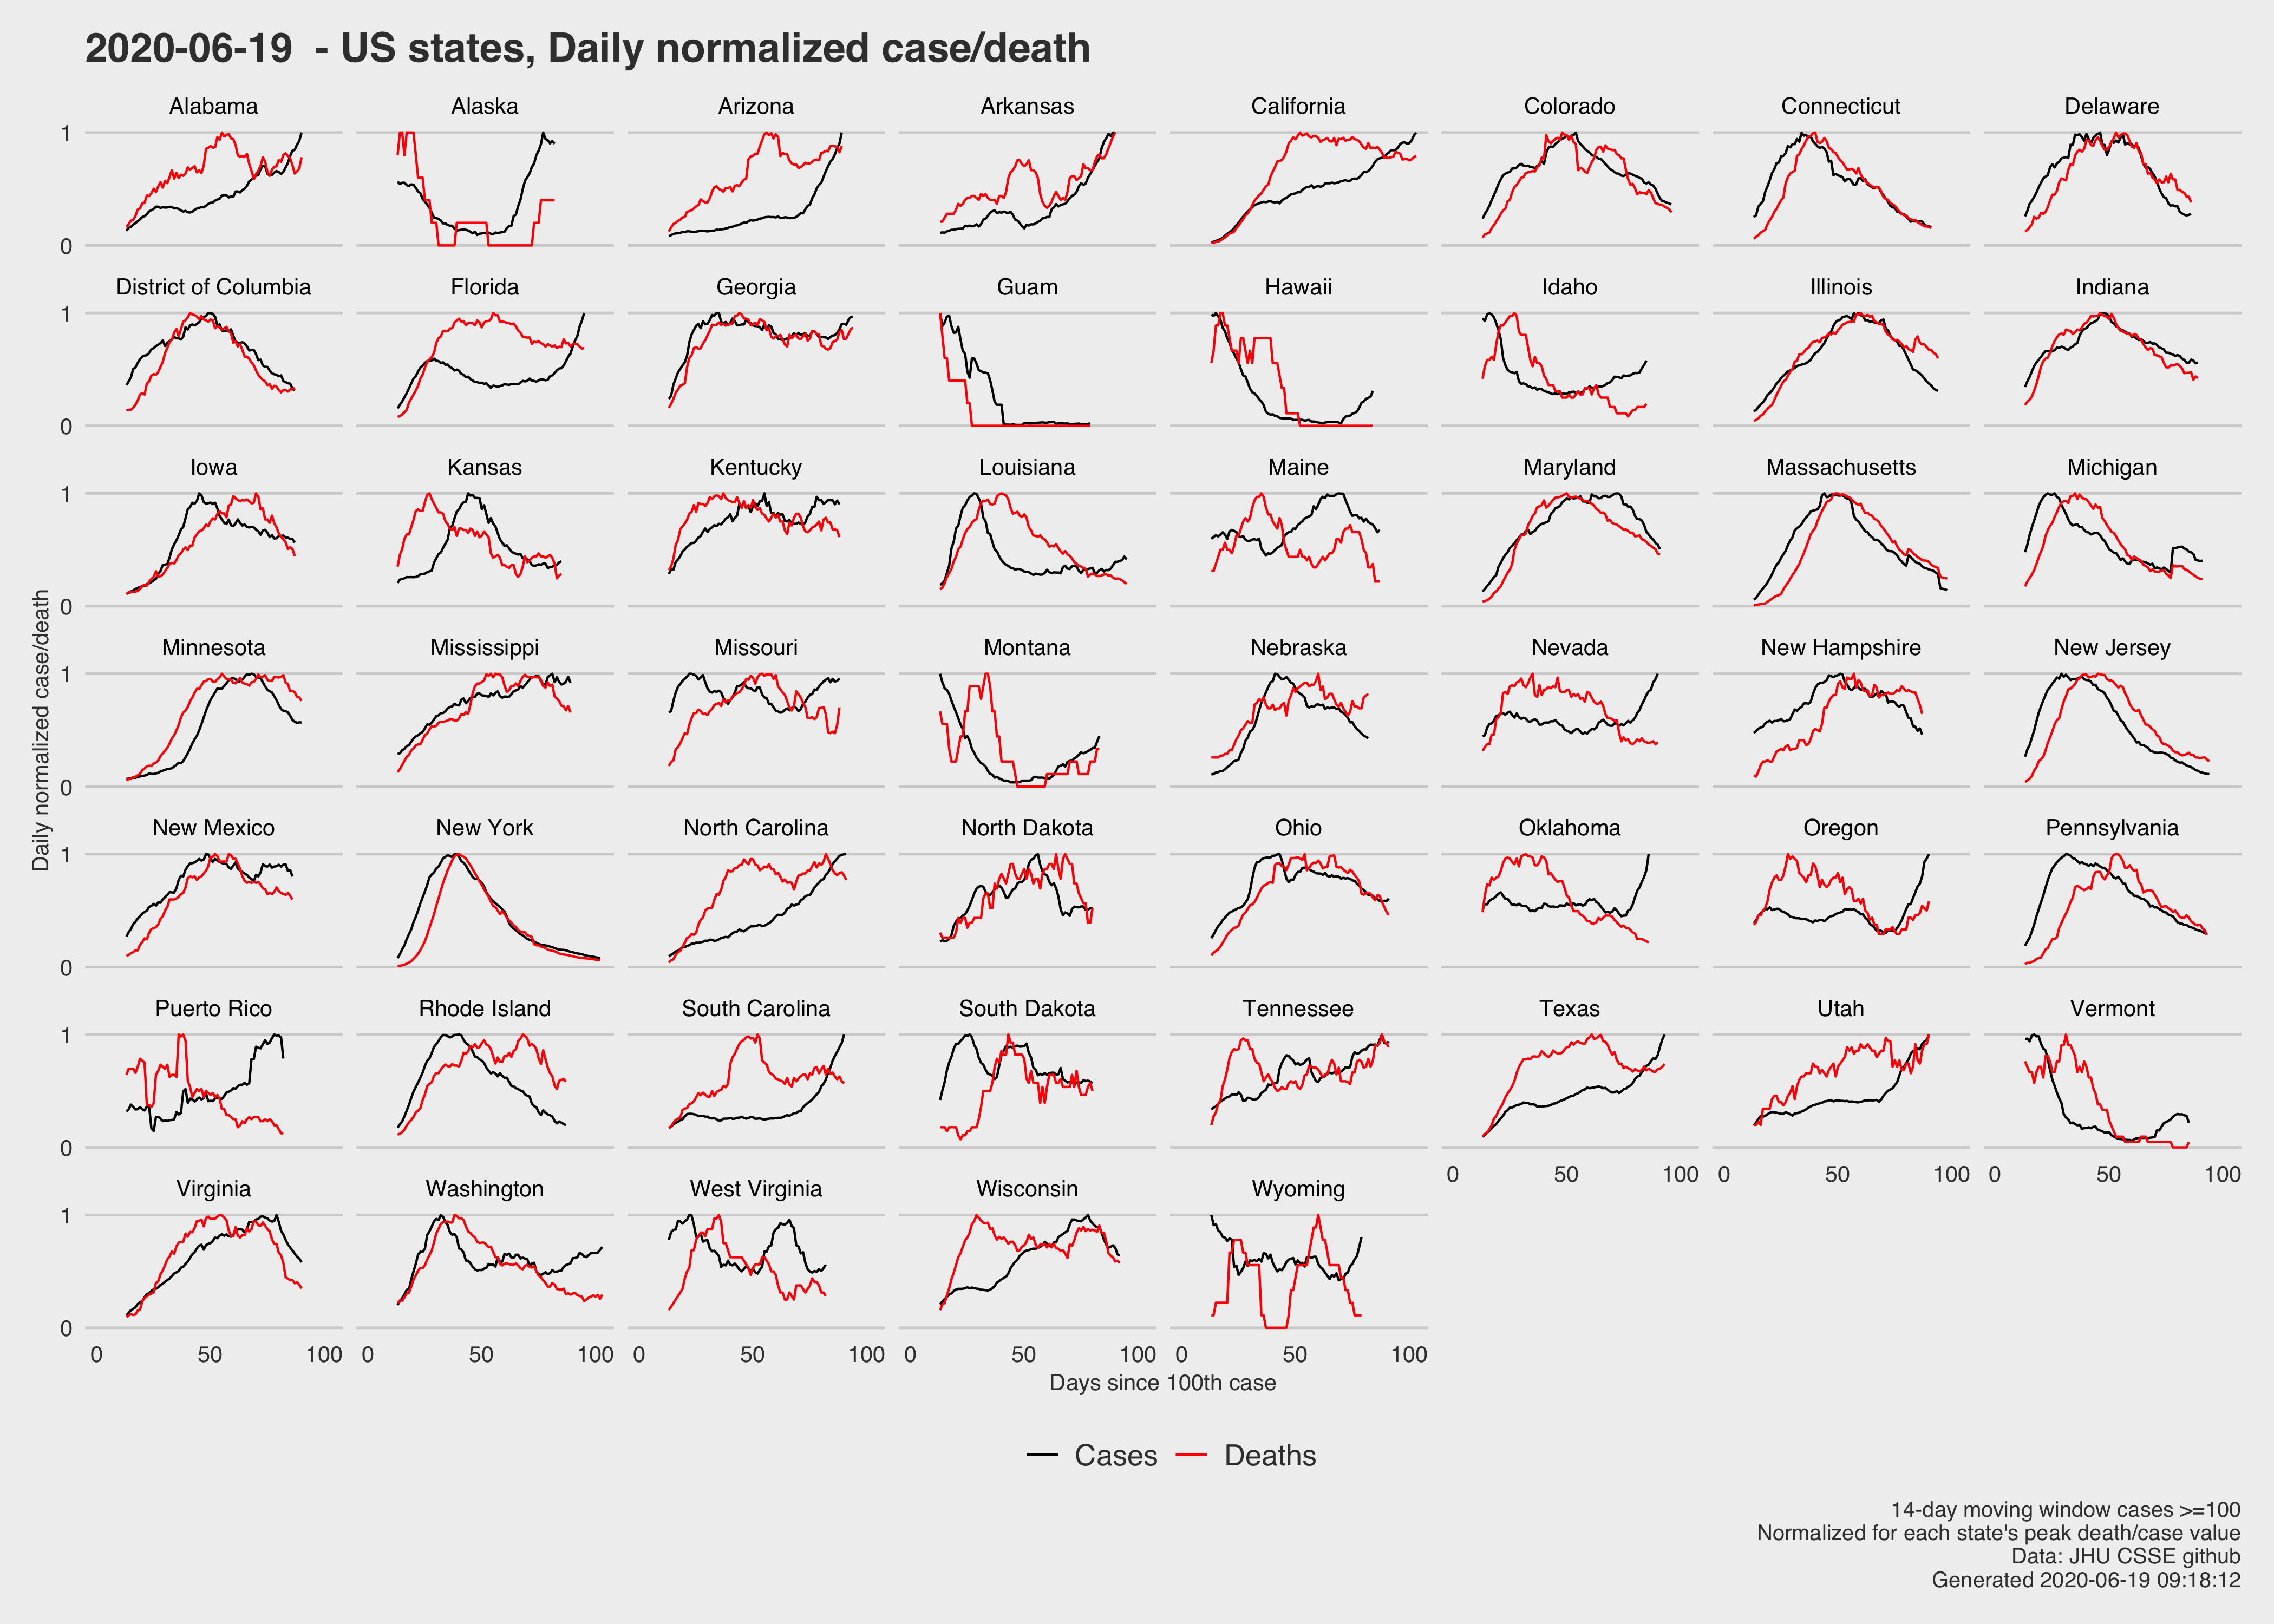 2020-06-19  - US states, Daily normalized case/death
Alabama Alaska Arizona Arkansas California Colorado Connecticut Delaware
1
0
District of Columbia Florida Georgia Guam Hawaii Idaho Illinois Indiana
1
0
Iowa Kansas Kentucky Louisiana Maine Maryland Massachusetts Michigan
1
0
Daily normalized case/death
Minnesota Mississippi Missouri Montana Nebraska Nevada New Hampshire New Jersey
1
0
New Mexico New York North Carolina North Dakota Ohio Oklahoma Oregon Pennsylvania
1
0
Puerto Rico Rhode Island South Carolina South Dakota Tennessee Texas Utah Vermont
1
0
0 50 100 0 50 100 0 50 100
Virginia Washington West Virginia Wisconsin Wyoming
1
0
0 50 100 0 50 100 0 50 100 0 50 100 0 50 100
Days since 100th case
Cases Deaths
14-day moving window cases >=100
Normalized for each state's peak death/case value
Data: JHU CSSE github
Generated 2020-06-19 09:18:12